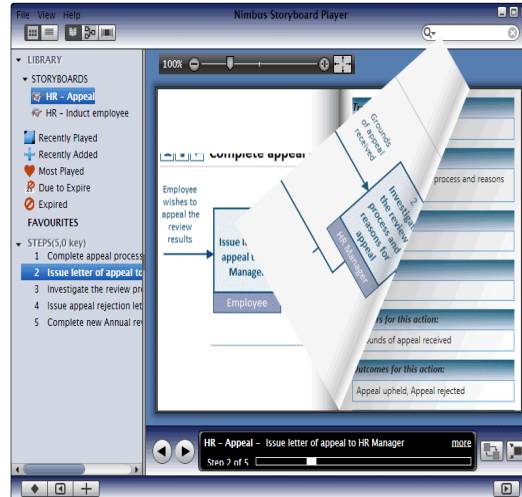 File View Help
Nimbus Storyboard Player
LIBRARY
STORYBOARDS
HR - Appeal
HR - Induct employee
Recently Played
Recently Added
Most Played
Due to Expire
Expired
FAVOURITES
STEPS(5,0 key)
1 Complete appeal process
2 Issue letter of appeal to
3 Investigate the review
4 Issue appeal rejection
5 Complete new Annual
100%
Complete appeal
Employee
wishes to
appeal the
review
results
Issue
appeal
Manager
Employee
Grounds
of appeal
received
2
Investigate
the review
process and
reasons for
appeal
HR Manager
process and reasons
for this action:
of appeal received
Outcomes for this action:
Appeal upheld, Appeal rejected
HR - Appeal - Issue letter of appeal to HR Manager more
Step 2 of 5